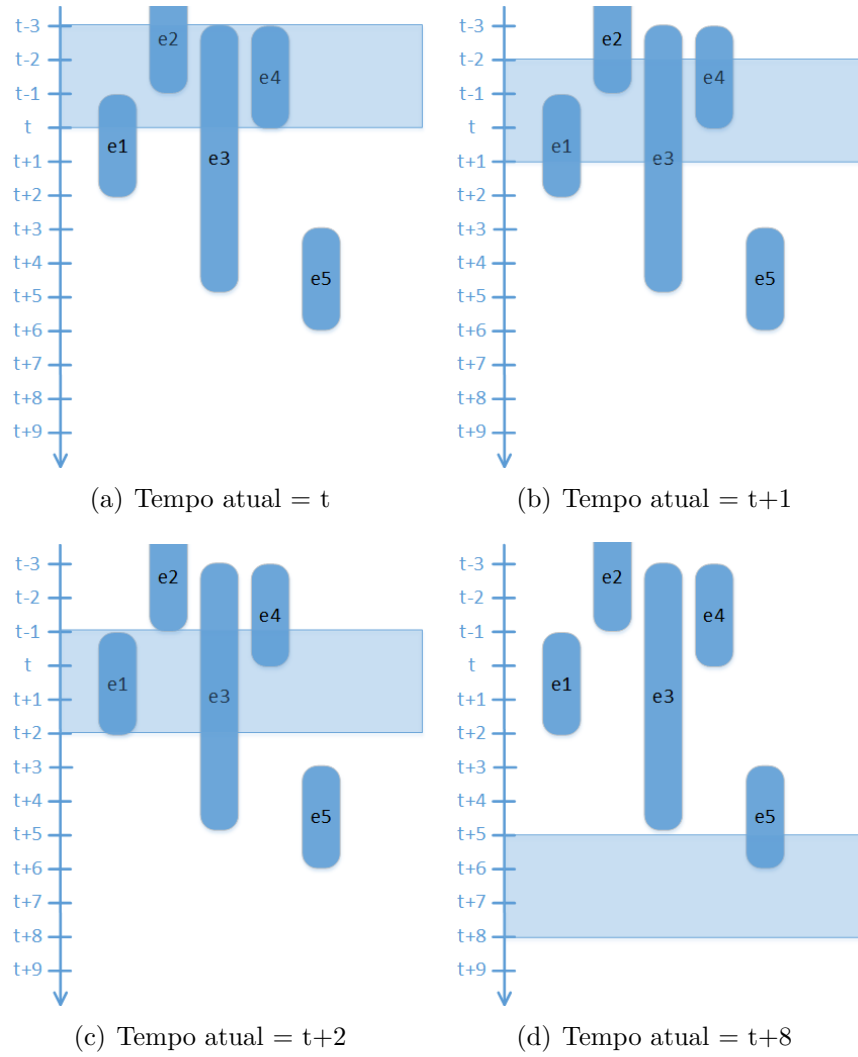 t-3
t-2
t-1
t
t+1
t+2
t+3
t+4
t+5
t+6
t+7
t+8
t+9
e2
e4
e1
e3
e5
(a) Tempo atual = t
t-3
t-2
t-1
t
t+1
t+2
t+3
t+4
t+5
t+6
t+7
t+8
t+9
e2
e4
e1
e3
e5
(b) Tempo atual = t+1
t-3
t-2
t-1
t
t+1
t+2
t+3
t+4
t+5
t+6
t+7
t+8
t+9
e2
e4
e1
e3
e5
(c) Tempo atual = t+2
t-3
t-2
t-1
t
t+1
t+2
t+3
t+4
t+5
t+6
t+7
t+8
t+9
e2
e4
e1
e3
e5
(d) Tempo atual = t+8